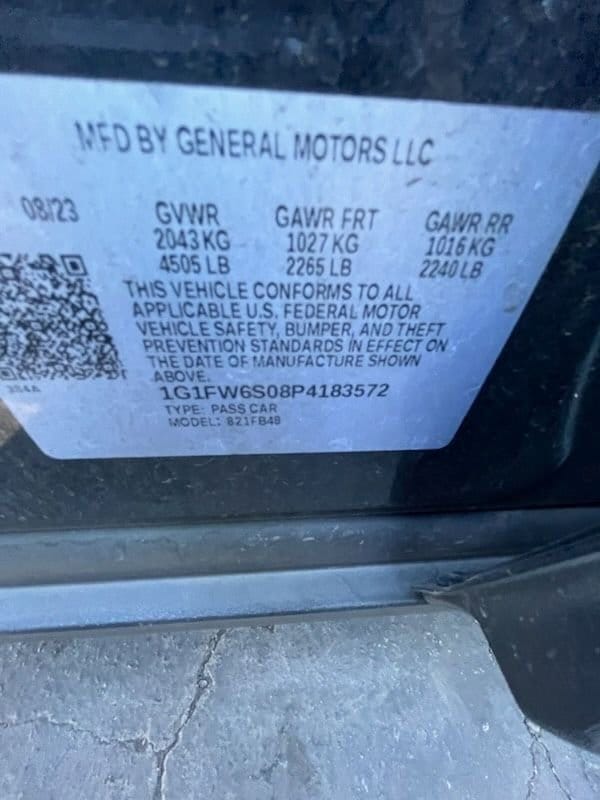 MFD BY GENERAL MOTORS LLC
08/23 GVWR GAWR FRT GAWR RR
2043 KG 1027 KG 1016 KG
4505 LB 2265 LB 2240 LB
THIS VEHICLE CONFORMS TO ALL
APPLICABLE U.S. FEDERAL MOTOR
VEHICLE SAFETY, BUMPER, AND THEFT
PREVENTION STANDARDS IN EFFECT ON
THE DATE OF MANUFACTURE SHOWN
ABOVE.
1G1FW6S08P4183572
TYPE: PASS CAR
MODEL: 821FB48